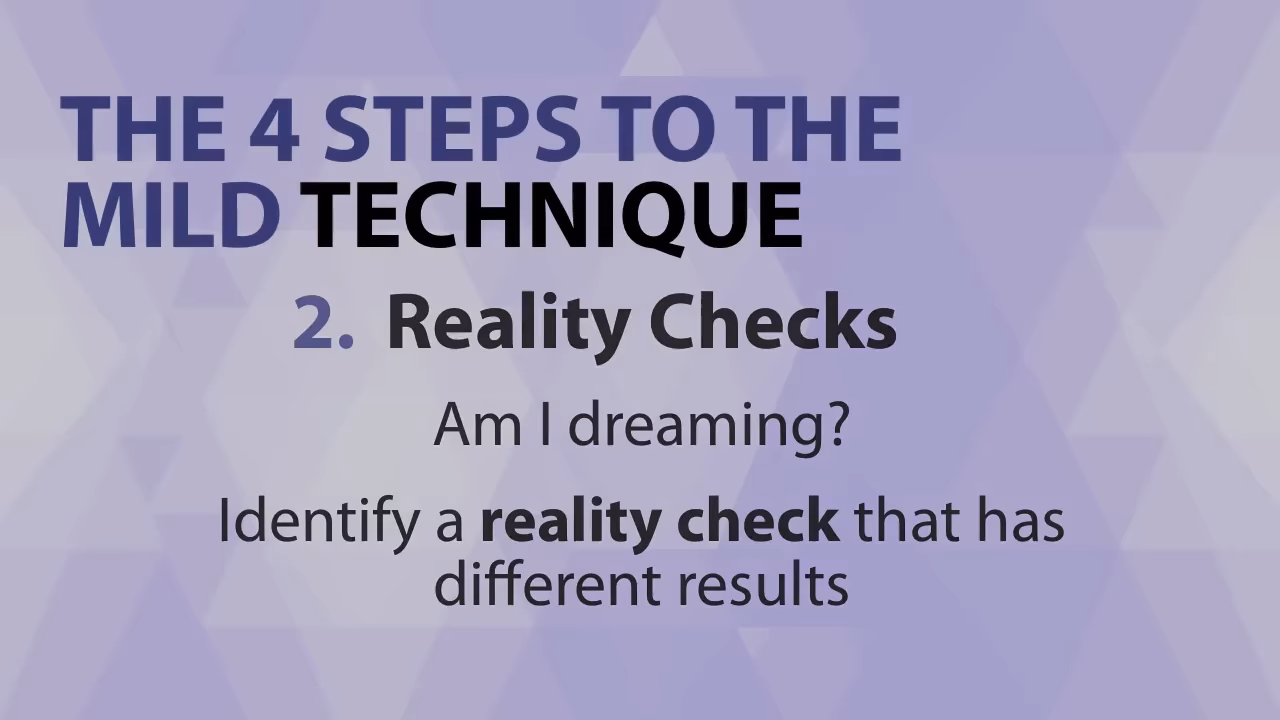 THE 4 STEPS TO THE
MILD TECHNIQUE
2. Reality Checks
Am I dreaming?
Identify a reality check that has
different results